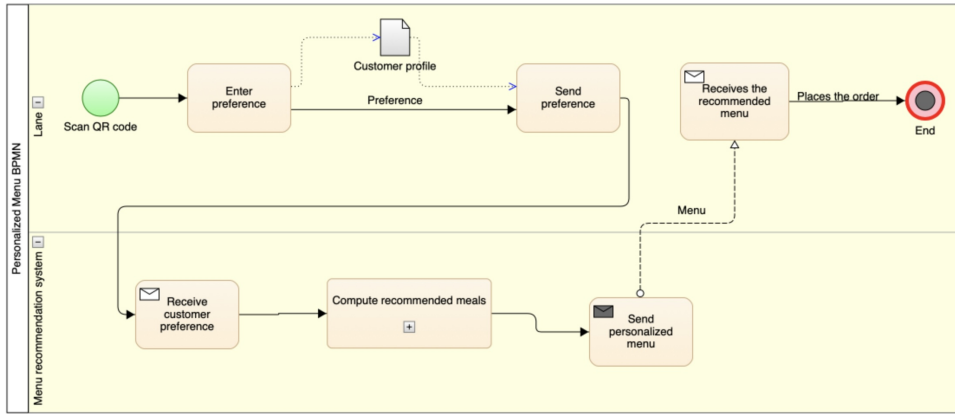 Personalized Menu BPMN
Lane
Scan QR code
Enter
preference
Preference
Customer profile
Send
preference
Receives the
recommended
menu
Places the order
End
Menu
Menu recommendation system
Receive
customer
preference
Compute recommended meals
Send
personalized
menu